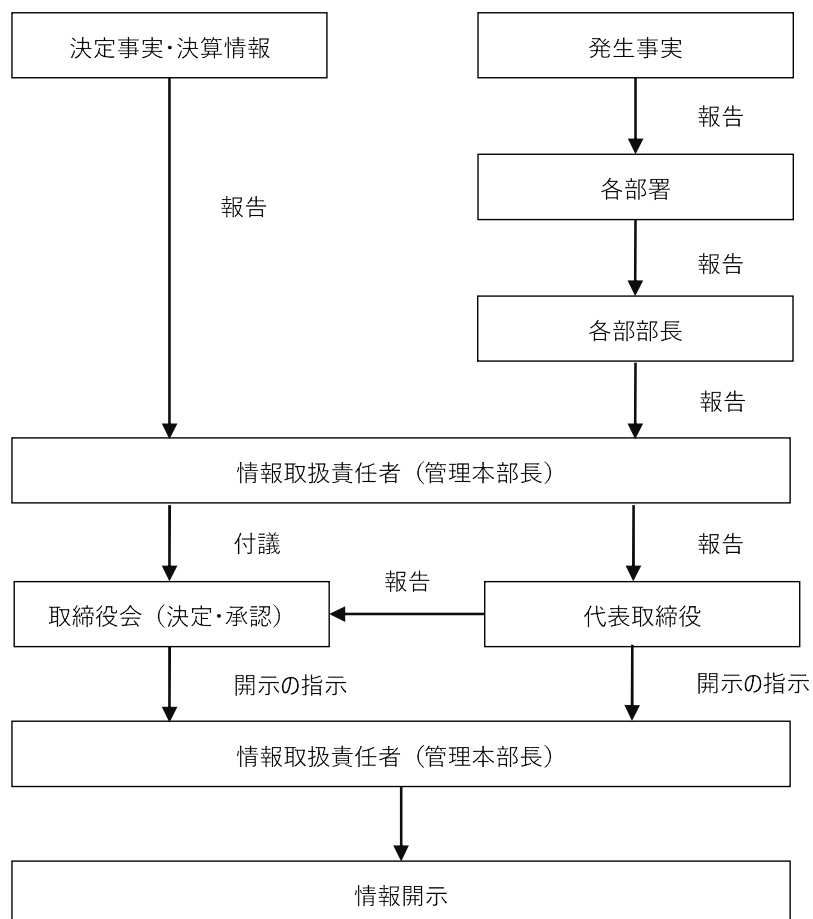 決定事実・決算情報
発生事実
報告
各部署
報告
報告
各部部長
報告
情報取扱責任者（管理本部長）
付議
報告
報告
取締役会（決定・承認）
代表取締役
開示の指示
開示の指示
情報取扱責任者（管理本部長）
情報開示